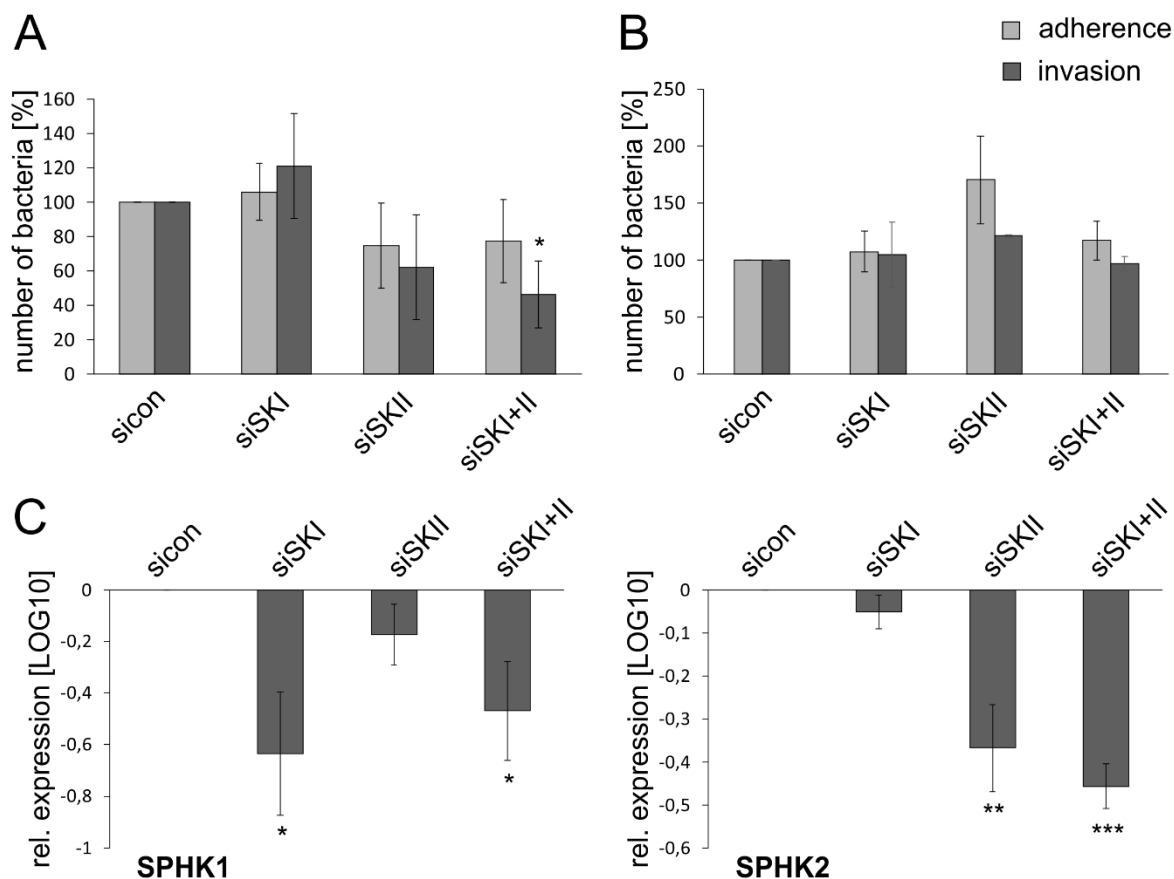 A
B
adherence
invasion
number of bacteria [%]
160
140
120
100
80
60
40
20
0
sicon
siSKI
siSKII
siSKI+II
*
number of bacteria [%]
250
200
150
100
50
0
sicon
siSKI
siSKII
siSKI+II
C
sicon
siSKI
siSKII
siSKI+II
rel. expression [LOG10]
0
-0,2
-0,4
-0,6
-0,8
-1
*
*
SPHK1
sicon
siSKI
siSKII
siSKI+II
rel. expression [LOG10]
0
-0,1
-0,2
-0,3
-0,4
-0,5
-0,6
**
***
SPHK2